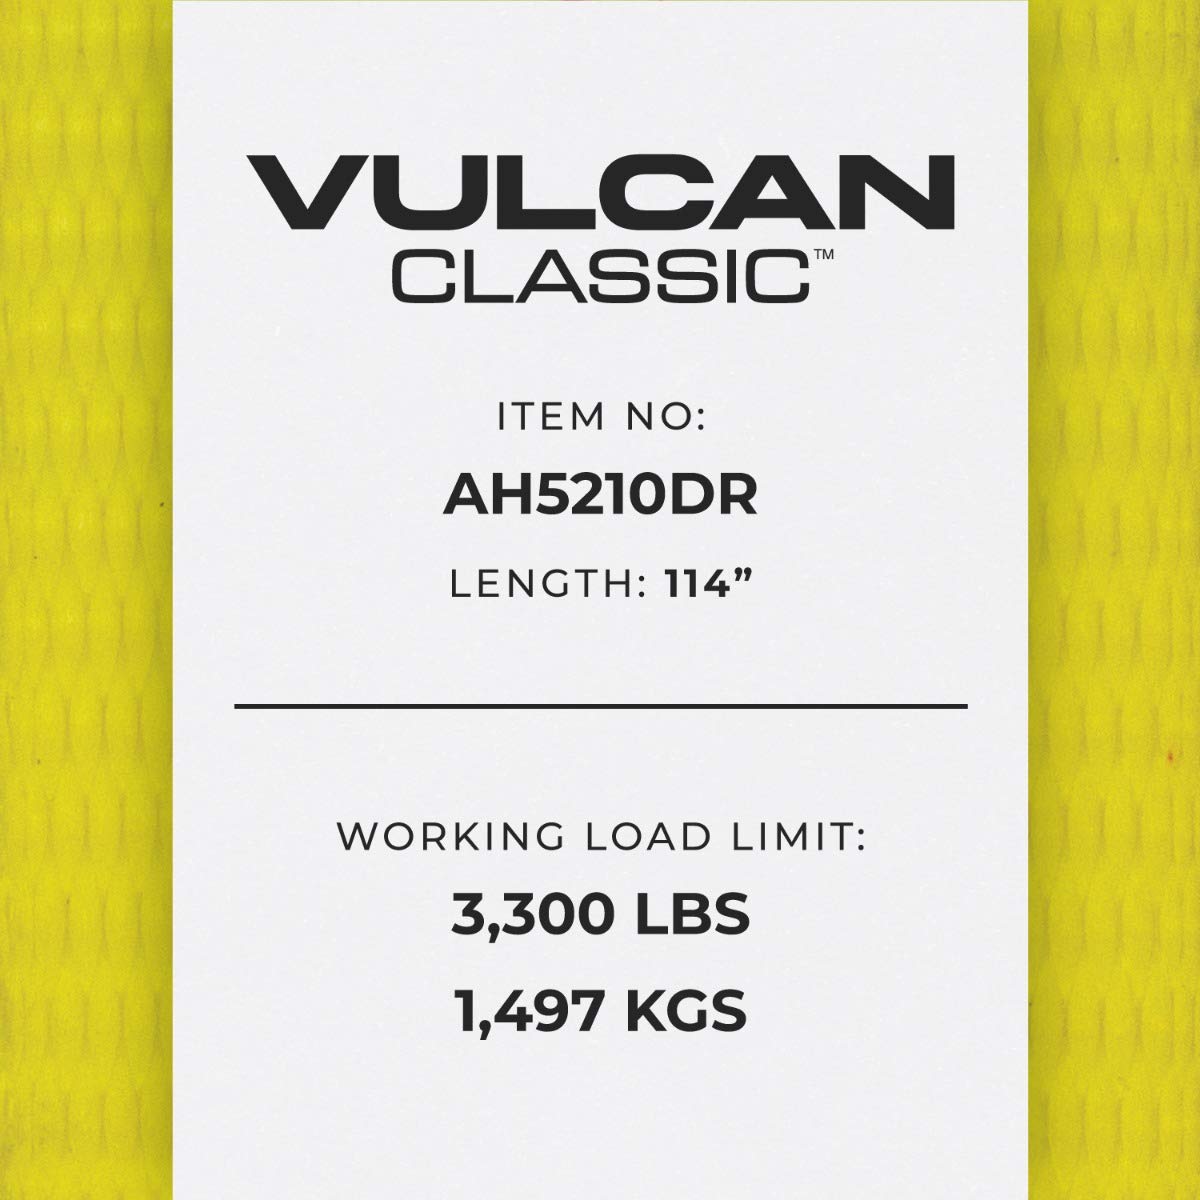 VULCAN
CLASSIC™
ITEM NO:
AH5210DR
LENGTH: 114”
WORKING LOAD LIMIT:
3,300 LBS
1,497 KGS